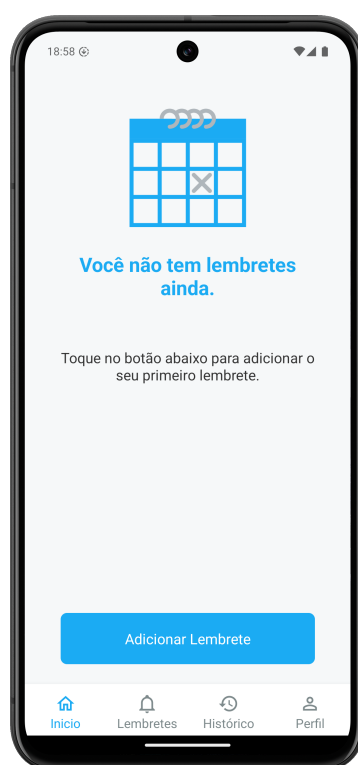 18:58
Você não tem lembretes
ainda.
Toque no botão abaixo para adicionar o
seu primeiro lembrete.
Adicionar Lembrete
Inicio
Lembretes
Histórico
Perfil